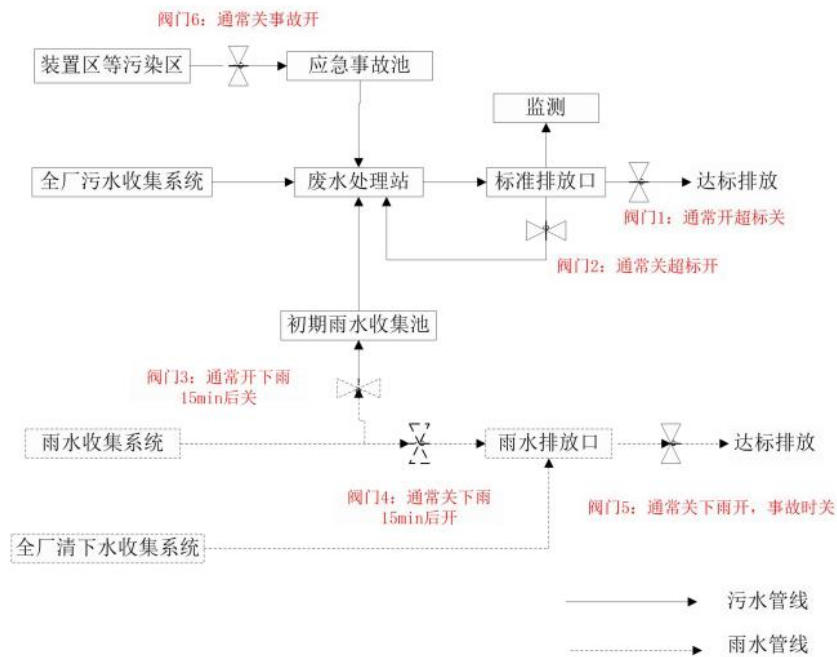 阀门6：通常关事故开
装置区等污染区
应急事故池
监测
全厂污水收集系统
废水处理站
标准排放口
达标排放
阀门1：通常开超标关
阀门2：通常关超标开
初期雨水收集池
阀门3：通常开下雨
15min后关
雨水收集系统
雨水排放口
达标排放
阀门4：通常关下雨
15min后开
阀门5：通常关下雨开，事故时关
全厂清下水收集系统
污水管线
雨水管线